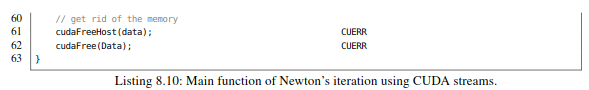 60 // get rid of the memory
61 cudaFreeHost(data); CUERR
62 cudaFree(Data); CUERR
63 }
Listing 8.10: Main function of Newton's iteration using CUDA streams.